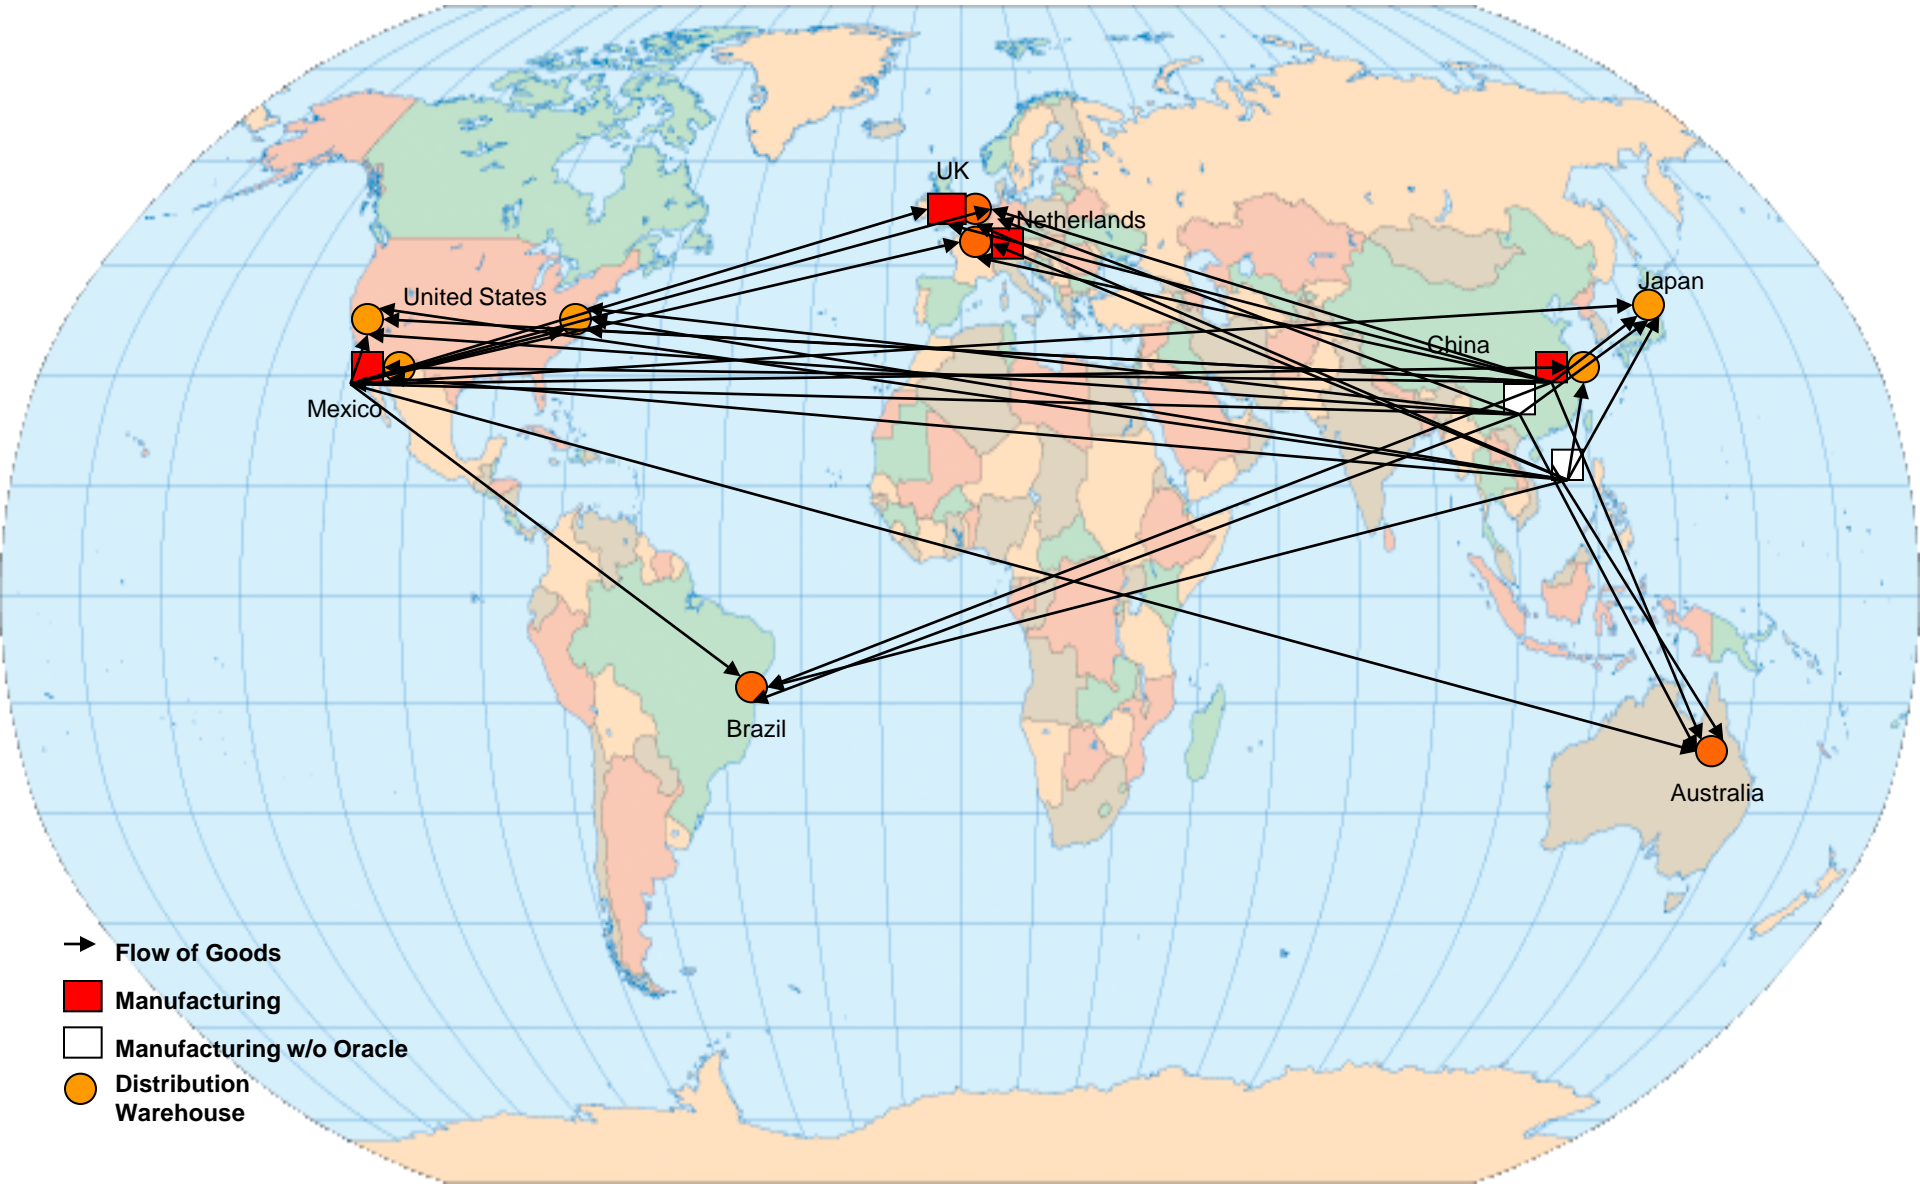 UK
Netherlands
Japan
United States
China
Mexico
Brazil
Australia
Flow of Goods
Manufacturing
Manufacturing w/o Oracle
Distribution
Warehouse